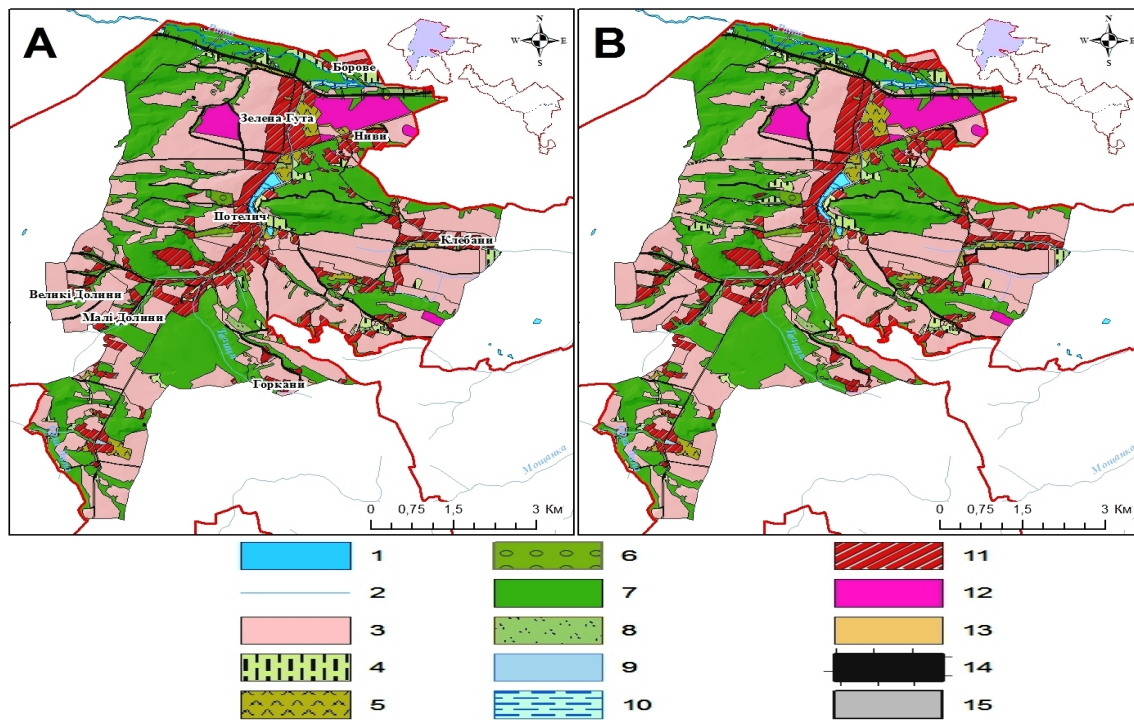 A
N
W E
S
Борове
Зелена Гута
Ниви
Потелич
Клебани
Великі Долини
Малі Долини
Горкани
Мощанка
0 0,75 1,5 3 Км
B
N
W E
S
Мощанка
0 0,75 1,5 3 Км
1
2
3
4
5
6
7
8
9
10
11
12
13
14
15